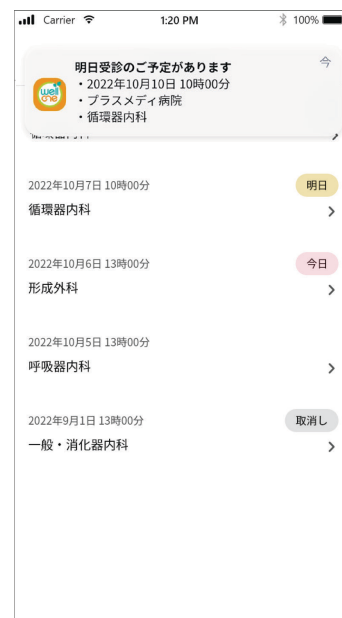 Carrier 1:20 PM 100%
well one
明日受診のご予定があります 今
・2022年10月10日 10時00分
・プラスメディ病院
・循環器内科
2022年10月7日 10時00分 明日
循環器内科
2022年10月6日 13時00分 今日
形成外科
2022年10月5日 13時00分
呼吸器内科
2022年9月1日 13時00分 取消し
一般・消化器内科